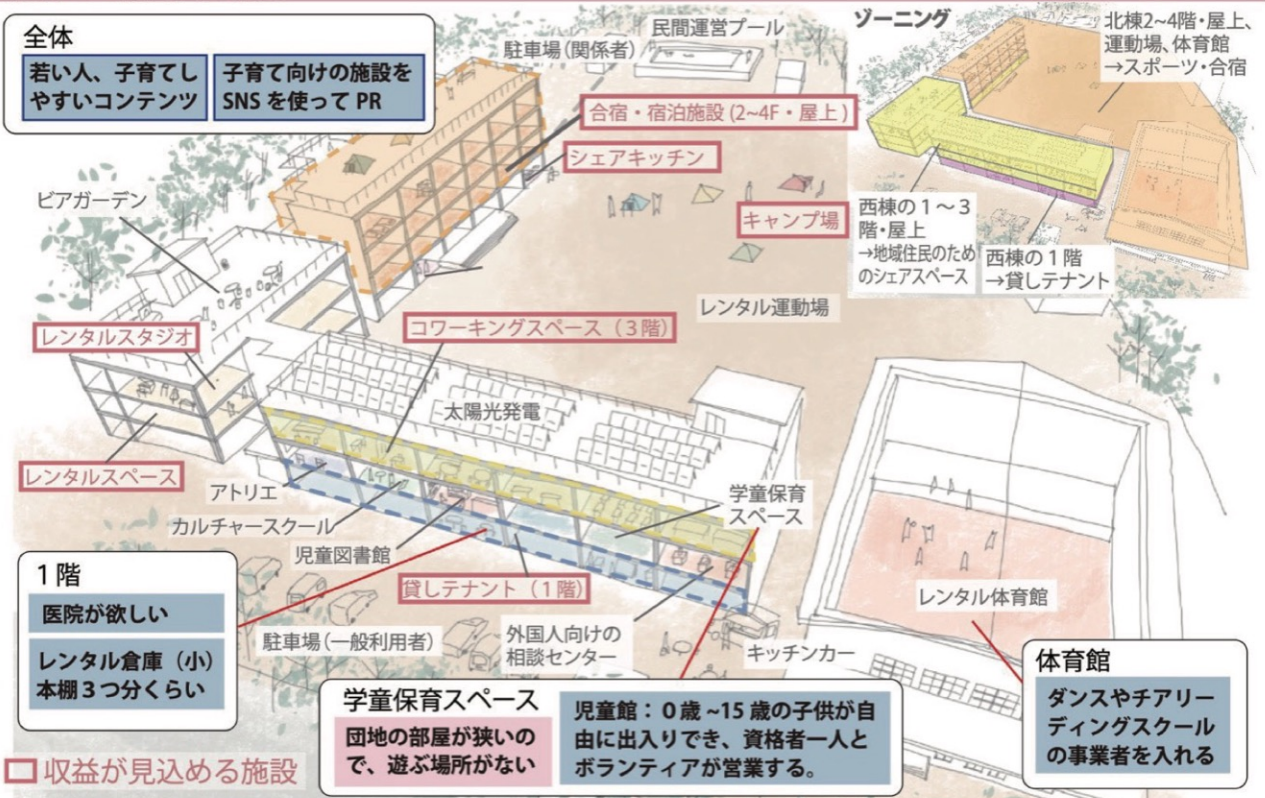 全体
若い人、子育てし
やすいコンテンツ
子育て向けの施設を
SNSを使ってPR
駐車場(関係者)
民間運営プール
合宿・宿泊施設(2~4F・屋上)
シェアキッチン
キャンプ場
ビアガーデン
レンタル運動場
レンタルスタジオ
コワーキングスペース(3階)
太陽光発電
レンタルスペース
アトリエ
カルチャースクール
児童図書館
貸しテナント(1階)
学童保育
スペース
外国人向けの
相談センター
キッチンカー
駐車場(一般利用者)
レンタル体育館
ゾーニング
北棟2~4階・屋上、
運動場、体育館
→スポーツ・合宿
西棟の1〜3
階・屋上
→地域住民のため
のシェアスペース
西棟の1階
→貸しテナント
1階
医院が欲しい
レンタル倉庫(小)
本棚3つ分くらい
学童保育スペース
団地の部屋が狭いの
で、遊ぶ場所がない
児童館:0歳~15歳の子供が自
由に出入りでき、資格者一人と
ボランティアが営業する。
体育館
ダンスやチアリー
ディングスクール
の事業者を入れる
収益が見込める施設